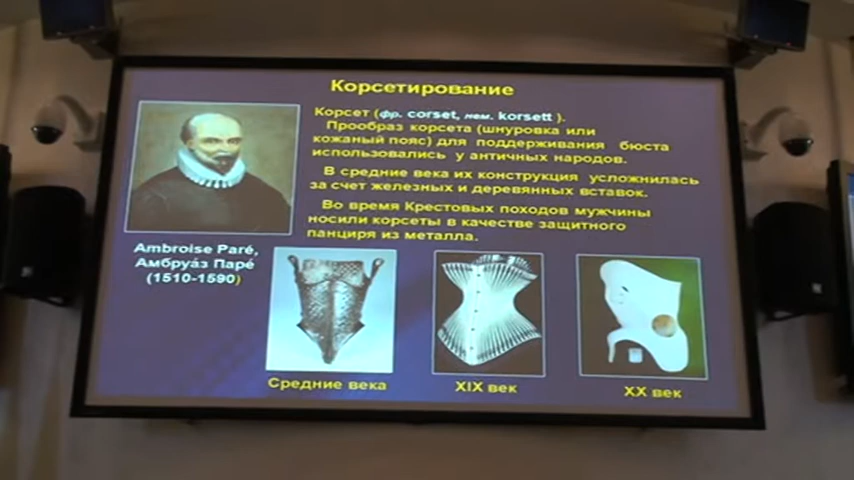 Корсетирование
Корсет (фр. corset, нем. korsett ).
Прообраз корсета (шнуровка или
кожаный пояс) для поддерживания бюста
использовались у античных народов.
В средние века их конструкция усложнилась
за счет железных и деревянных вставок.
Во время Крестовых походов мужчины
носили корсеты в качестве защитного
панциря из металла.
Ambroise Paré,
Амбруа́з Паре́
(1510-1590)
Средние века
XIX век
XX век